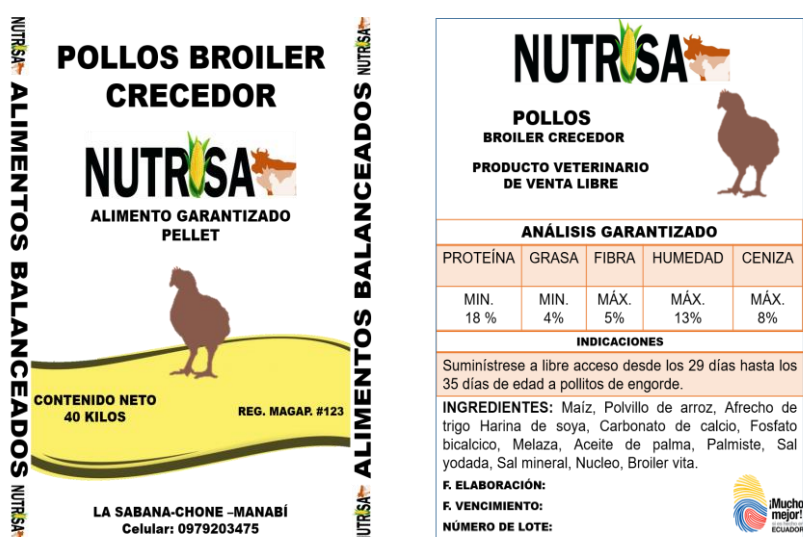 NUTRISA
ALIMENTOS BALANCEADOS
NUTRISA
POLLOS BROILER
CRECEDOR
NUTRISA
ALIMENTO GARANTIZADO
PELLET
CONTENIDO NETO
40 KILOS
REG. MAGAP. #123
LA SABANA-CHONE –MANABÍ
Celular: 0979203475
NUTRISA
ALIMENTOS BALANCEADOS
NUTRISA
NUTRISA
POLLOS
BROILER CRECEDOR
PRODUCTO VETERINARIO
DE VENTA LIBRE
ANÁLISIS GARANTIZADO
PROTEÍNA GRASA FIBRA HUMEDAD CENIZA
MIN. MIN. MÁX. MÁX. MÁX.
18 % 4% 5% 13% 8%
INDICACIONES
Suminístrese a libre acceso desde los 29 días hasta los
35 días de edad a pollitos de engorde.
INGREDIENTES: Maíz, Polvillo de arroz, Afrecho de
trigo Harina de soya, Carbonato de calcio, Fosfato
bicalcico, Melaza, Aceite de palma, Palmiste, Sal
yodada, Sal mineral, Nucleo, Broiler vita.
F. ELABORACIÓN:
F. VENCIMIENTO:
NÚMERO DE LOTE:
¡Mucho
mejor!
ECUADOR